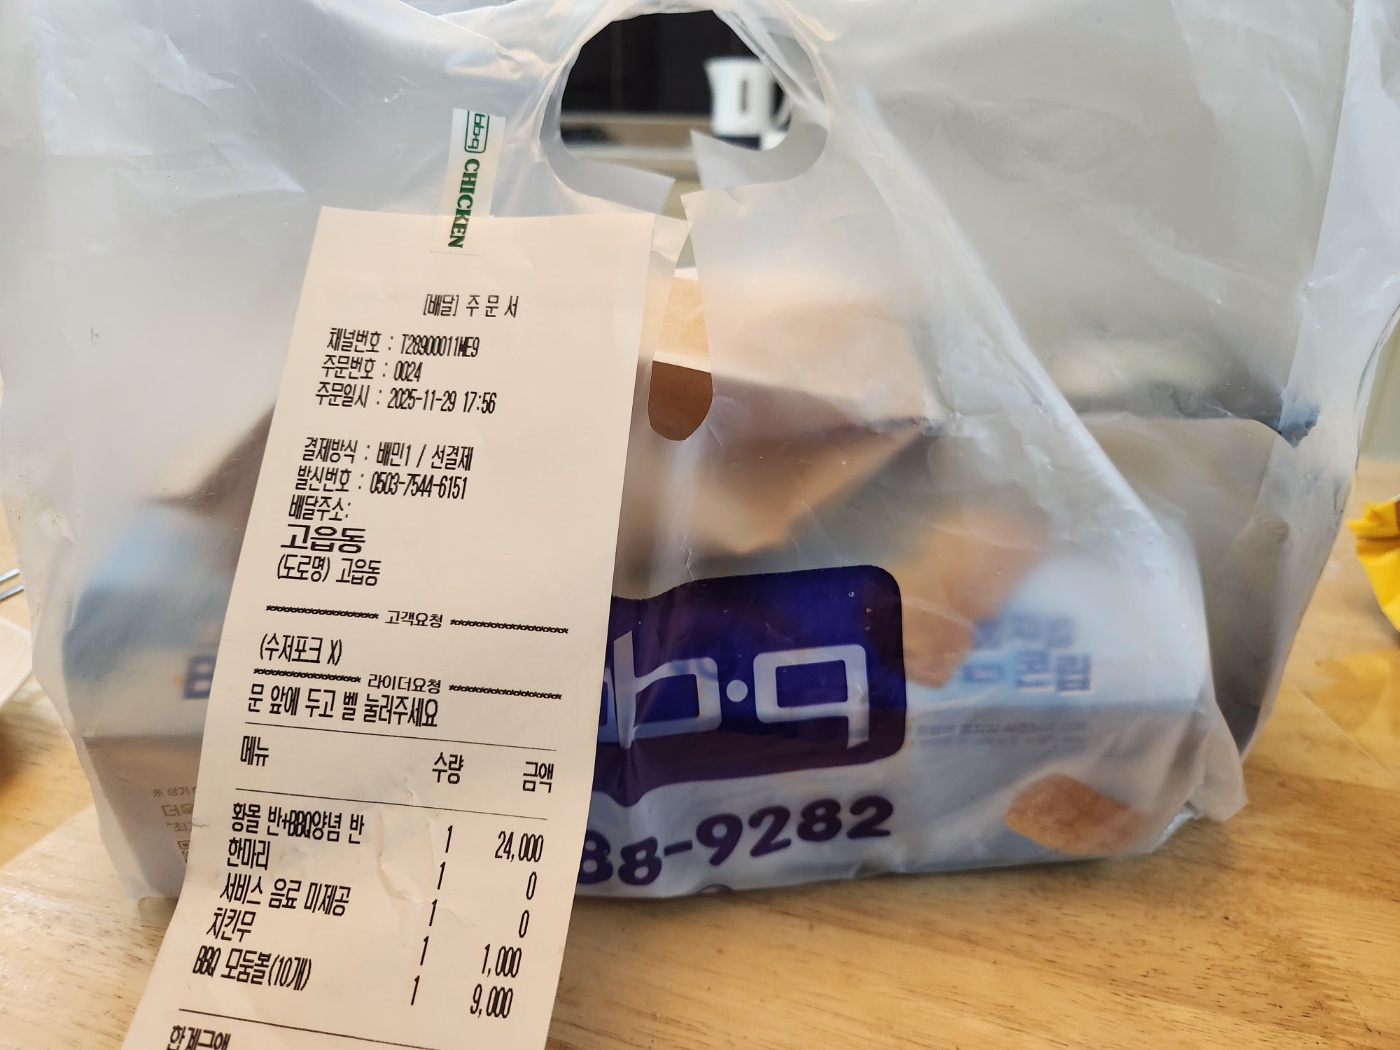 bb.q CHICKEN
[배달] 주 문 서
채널번호 : T28900011ME9
주문번호 : 0024
주문일시 : 2025-11-29 17:56
결제방식 : 배민1 / 선결제
발신번호 : 0503-7544-6151
배달주소:
고읍동
(도로명) 고읍동
고객요청
(수저포크 X)
라이더요청
문 앞에 두고 벨 눌러주세요
메뉴 수량 금액
황몰 반+BBQ양념 반 1 24,000
한마리 1 0
서비스 음료 미제공 1 0
치킨무 1 1,000
BBQ 모둠볼(10개) 1 9,000
합계금액
b·q
88-9282